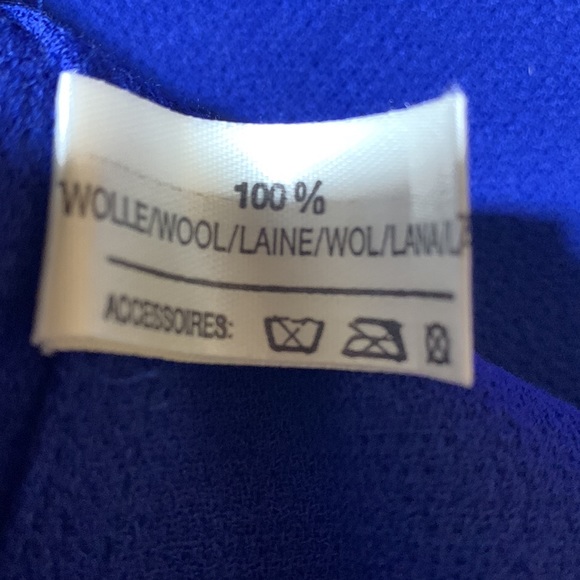 100 %
WOLLE/WOOL/LAINE/WOL/LANA/
ACCESSOIRES: